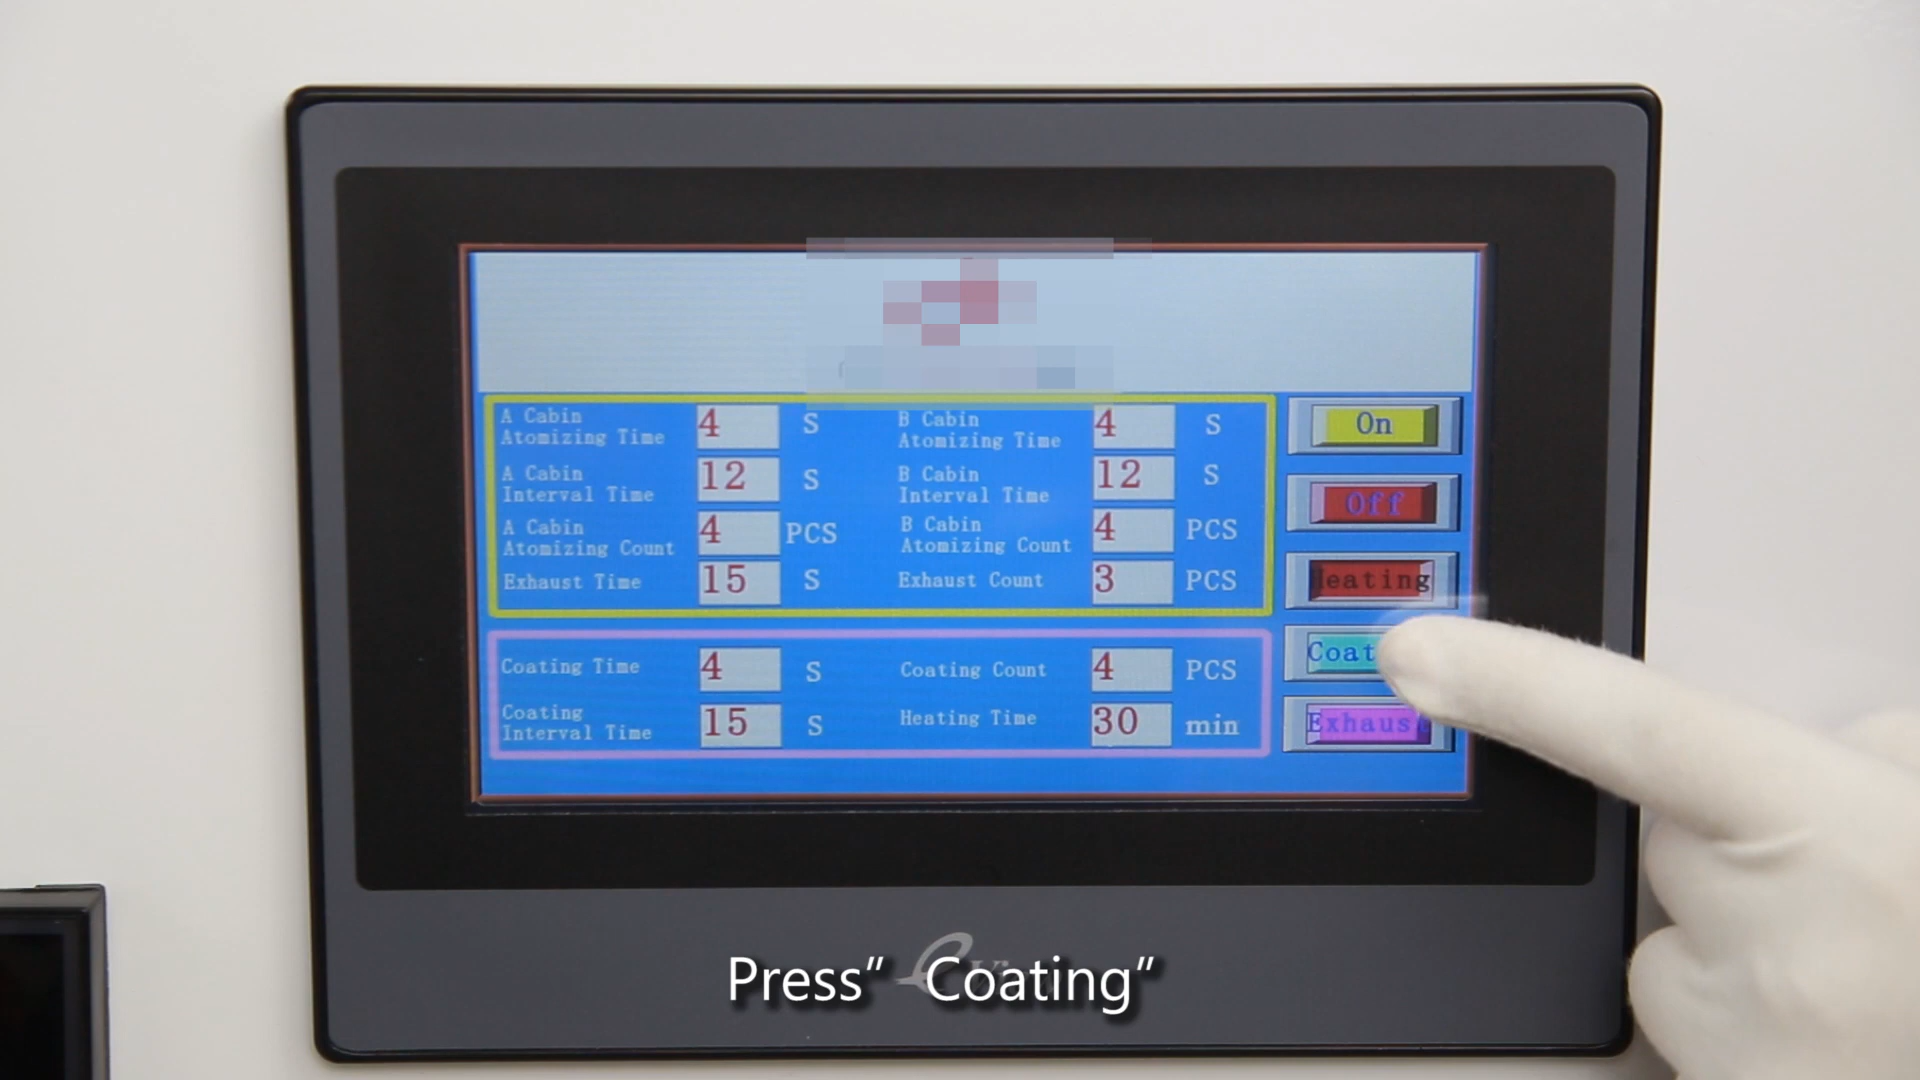 A Cabin
Atomizing Time
4
S
B Cabin
Atomizing Time
4
S
On
A Cabin
Interval Time
12
S
B Cabin
Interval Time
12
S
Off
A Cabin
Atomizing Count
4
PCS
B Cabin
Atomizing Count
4
PCS
Exhaust Time
15
S
Exhaust Count
3
PCS
Heating
Coating Time
4
S
Coating Count
4
PCS
Coat
Coating
Interval Time
15
S
Heating Time
30
min
Exhaust
Press” Coating”